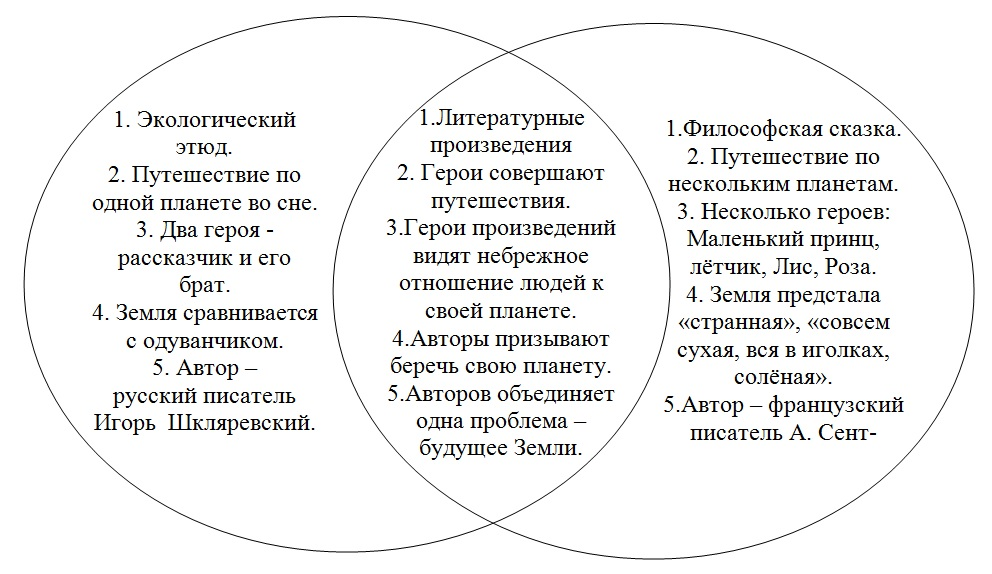 1. Экологический
этюд.
2. Путешествие по
одной планете во сне.
3. Два героя -
рассказчик и его
брат.
4. Земля сравнивается
с одуванчиком.
5. Автор –
русский писатель
Игорь Шкляревский.
1.Литературные
произведения
2. Герои совершают
путешествия.
3.Герои произведений
видят небрежное
отношение людей к
своей планете.
4.Авторы призывают
беречь свою планету.
5.Авторов объединяет
одна проблема –
будущее Земли.
1.Философская сказка.
2. Путешествие по
нескольким планетам.
3. Несколько героев:
Маленький принц,
лётчик, Лис, Роза.
4. Земля предстала
«странная», «совсем
сухая, вся в иголках,
солёная».
5.Автор – французский
писатель А. Сент-